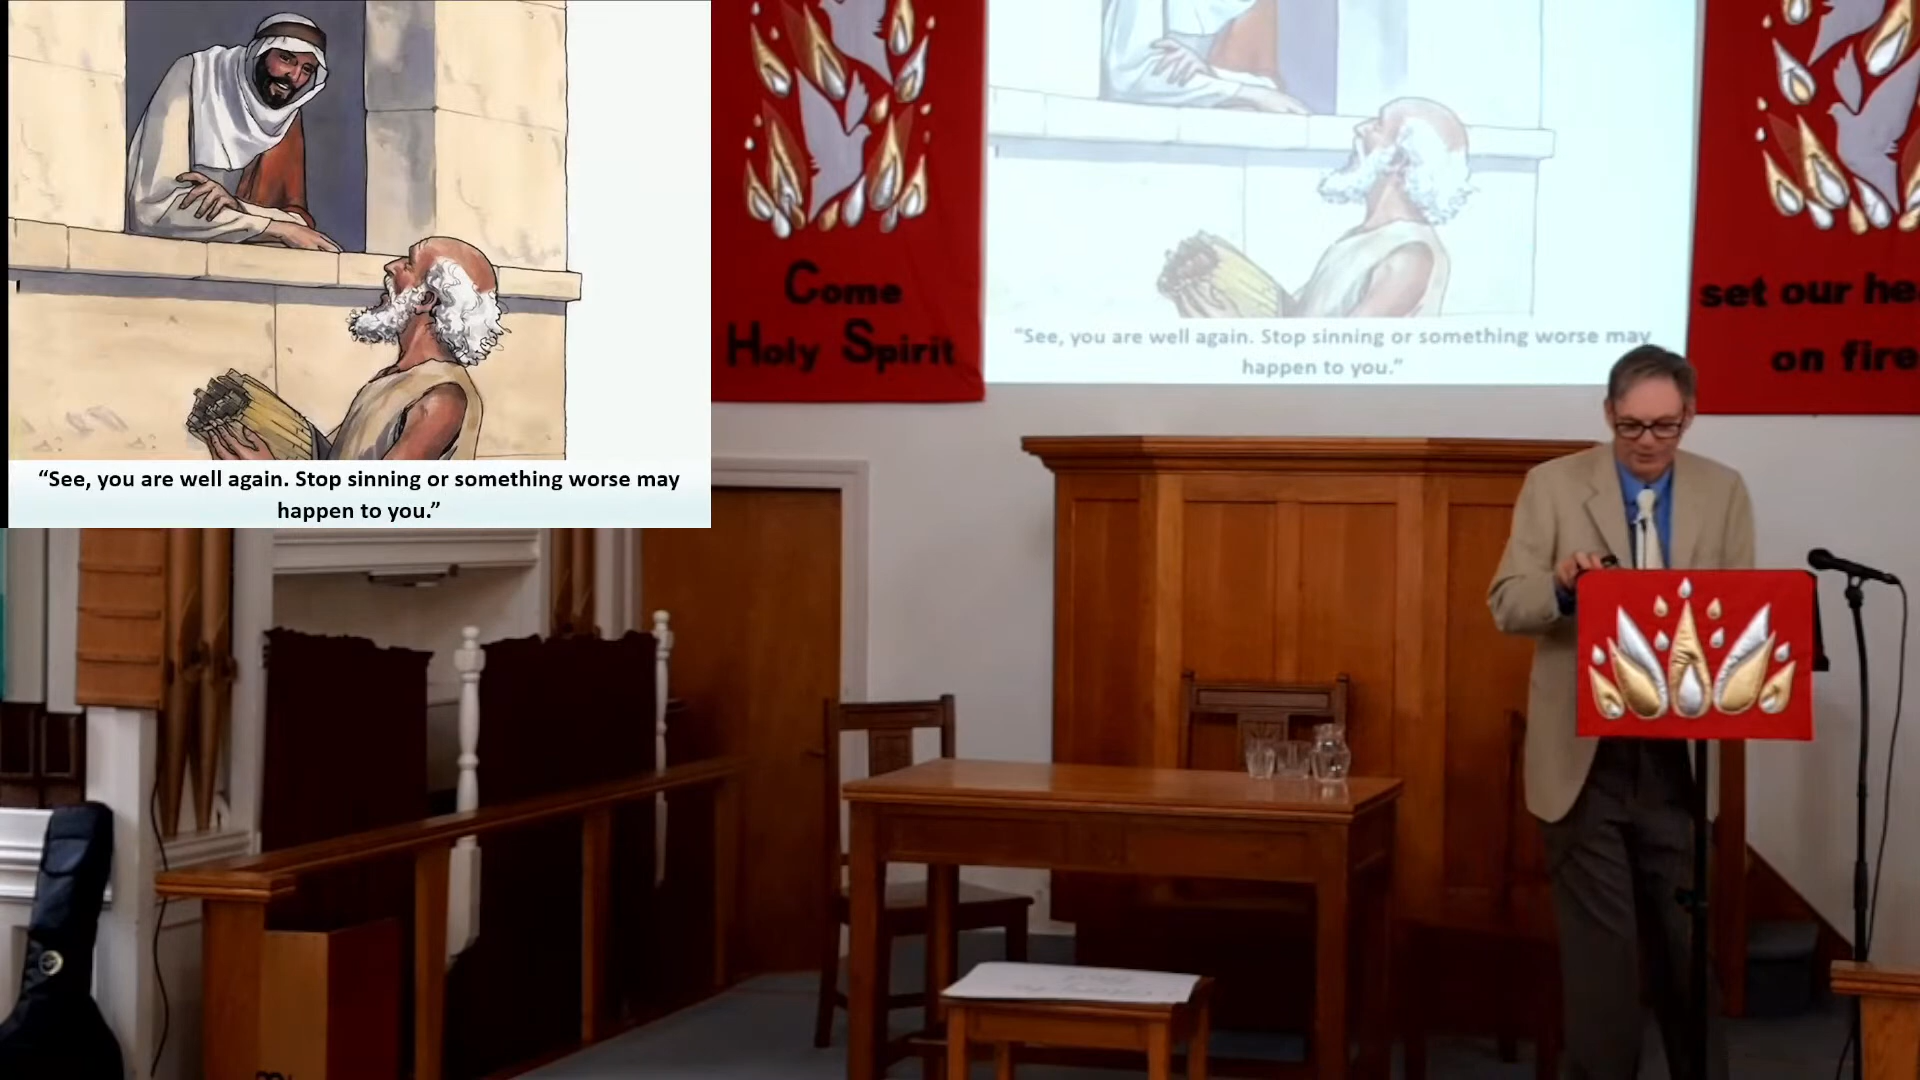 “See, you are well again. Stop sinning or something worse may
happen to you.”
Come
Holy Spirit
“See, you are well again. Stop sinning or something worse may
happen to you.”
set our he
on fire